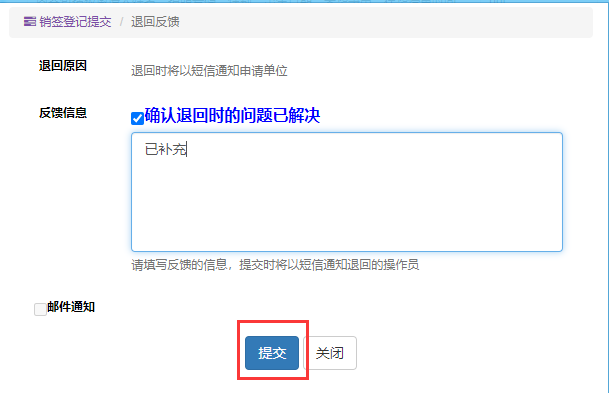 销签登记提交 / 退回反馈
退回原因
退回时将以短信通知申请单位
反馈信息
确认退回时的问题已解决
已补充
请填写反馈的信息，提交时将以短信通知退回的操作员
邮件通知
提交 关闭